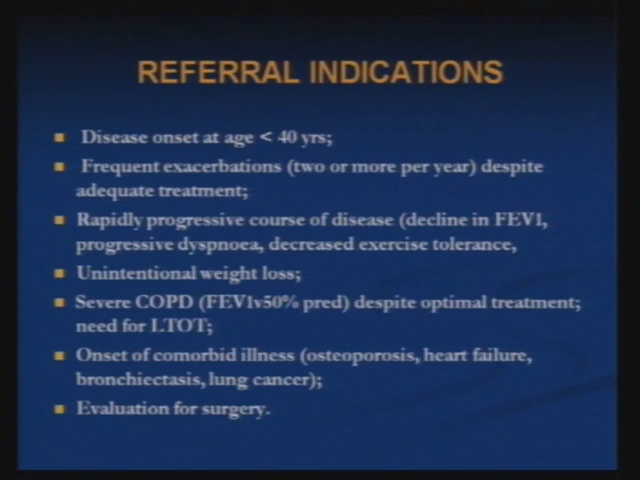 REFERRAL INDICATIONS
Disease onset at age < 40 yrs;
Frequent exacerbations (two or more per year) despite
adequate treatment;
Rapidly progressive course of disease (decline in FEV1,
progressive dyspnoea, decreased exercise tolerance,
Unintentional weight loss;
Severe COPD (FEV1v50% pred) despite optimal treatment;
need for LTOT;
Onset of comorbid illness (osteoporosis, heart failure,
bronchiectasis, lung cancer);
Evaluation for surgery.